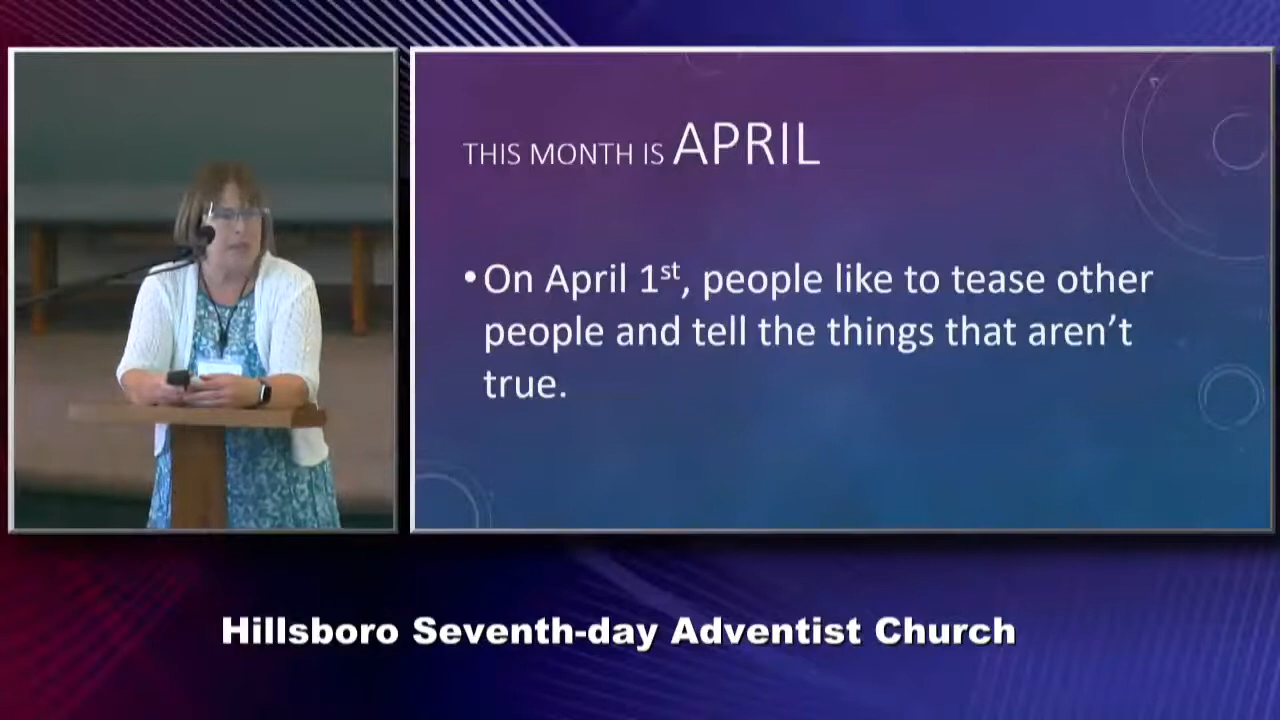 THIS MONTH IS APRIL
• On April 1st, people like to tease other
people and tell the things that aren’t
true.
Hillsboro Seventh-day Adventist Church